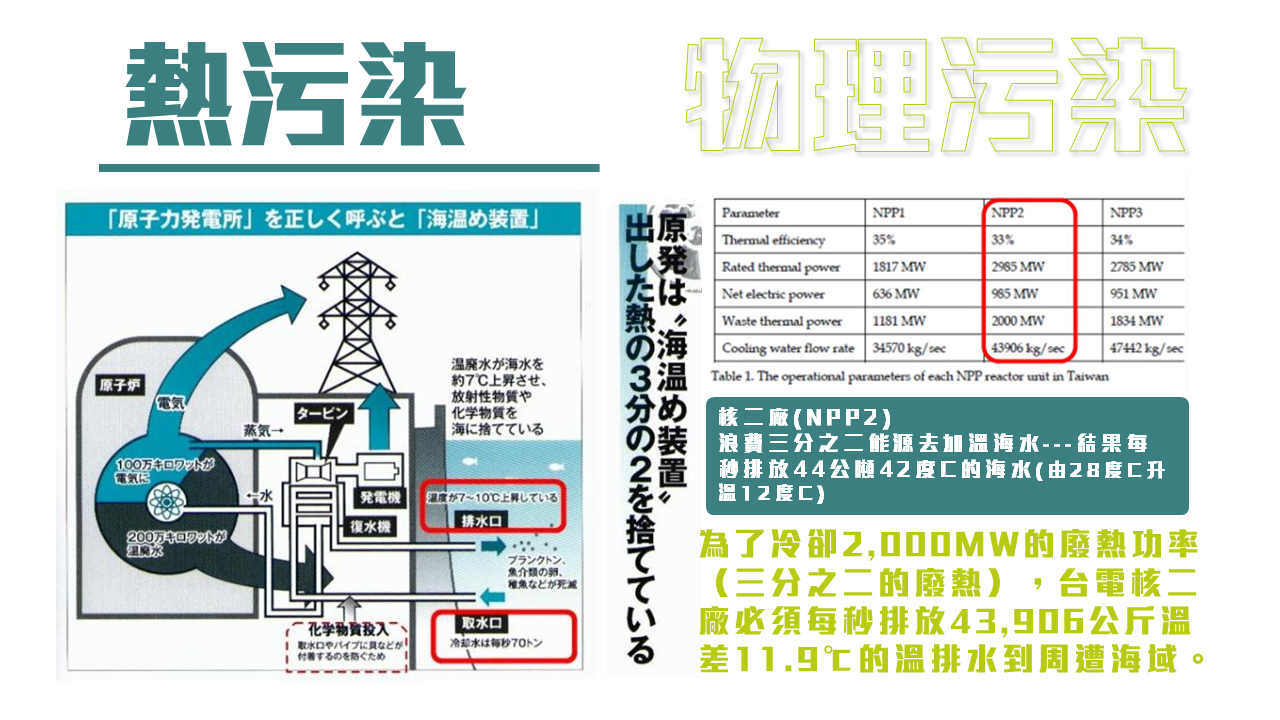 熱污染
物理污染
「原子力発電所」を正しく呼ぶと「海温め装置」
原子炉
電気
タービン
蒸気→
100万キロワットが
電気に
←水
発電機
復水機
200万キロワットが
温廃水
温廃水が海水を
約7℃上昇させ、
放射性物質や
化学物質を
海に捨てている
温度が7〜10℃上昇している
排水口
プランクトン、
魚介類の卵、
稚魚などが死滅
取水口
冷却水は毎秒70トン
化学物質投入
取水口やパイプに貝などが
付着するのを防ぐため
原発は〝海温め装置〟
出した熱の3分の2を捨てている
Parameter NPP1 NPP2 NPP3
Thermal efficiency 35% 33% 34%
Rated thermal power 1817 MW 2985 MW 2785 MW
Net electric power 636 MW 985 MW 951 MW
Waste thermal power 1181 MW 2000 MW 1834 MW
Cooling water flow rate 34570 kg/sec 43906 kg/sec 47442 kg/sec
Table 1. The operational parameters of each NPP reactor unit in Taiwan
核二廠(NPP2)
浪費三分之二能源去加溫海水---結果每
秒排放44公噸42度C的海水(由28度C升
溫12度C)
為了冷卻2,000MW的廢熱功率
（三分之二的廢熱），台電核二
廠必須每秒排放43,906公斤溫
差11.9℃的溫排水到周遭海域。